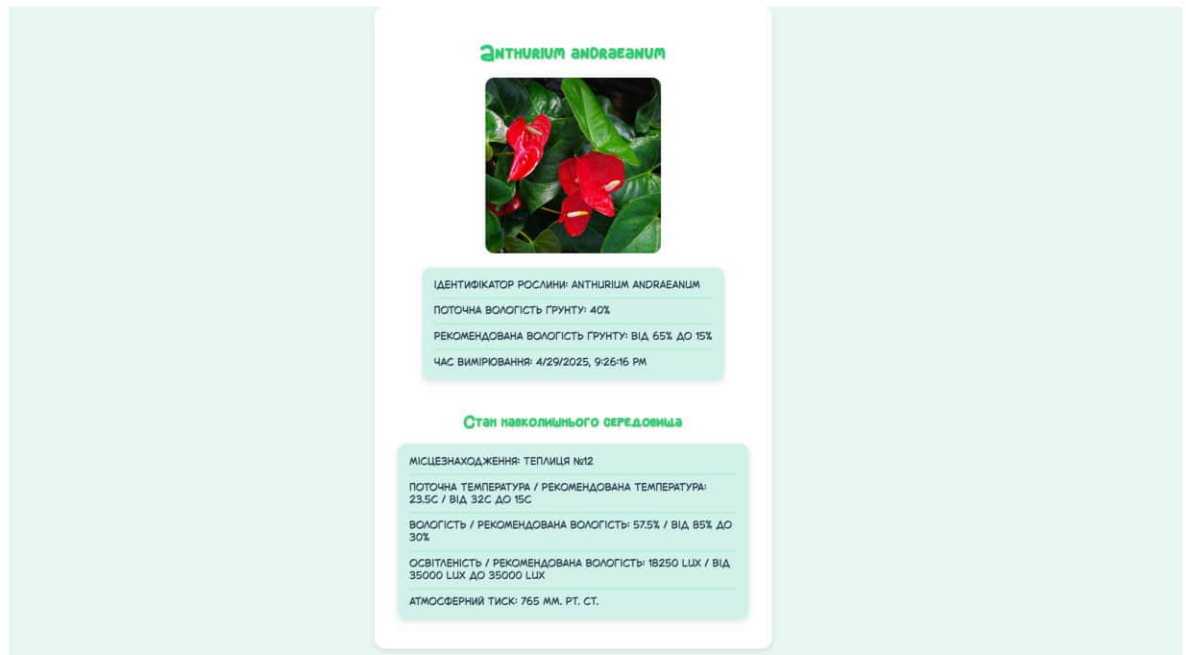 Anthurium andraeanum
ІДЕНТИФІКАТОР РОСЛИНИ: ANTHURIUM ANDRAEANUM
ПОТОЧНА ВОЛОГІСТЬ ҐРУНТУ: 40%
РЕКОМЕНДОВАНА ВОЛОГІСТЬ ҐРУНТУ: ВІД 65% ДО 15%
ЧАС ВИМІРЮВАННЯ: 4/29/2025, 9:26:16 PM
Стан навколишнього середовища
МІСЦЕЗНАХОДЖЕННЯ: ТЕПЛИЦЯ №12
ПОТОЧНА ТЕМПЕРАТУРА / РЕКОМЕНДОВАНА ТЕМПЕРАТУРА:
23.5C / ВІД 32C ДО 15C
ВОЛОГІСТЬ / РЕКОМЕНДОВАНА ВОЛОГІСТЬ: 57.5% / ВІД 85% ДО
30%
ОСВІТЛЕНІСТЬ / РЕКОМЕНДОВАНА ВОЛОГІСТЬ: 18250 LUX / ВІД
35000 LUX ДО 35000 LUX
АТМОСФЕРНИЙ ТИСК: 765 ММ. РТ. СТ.